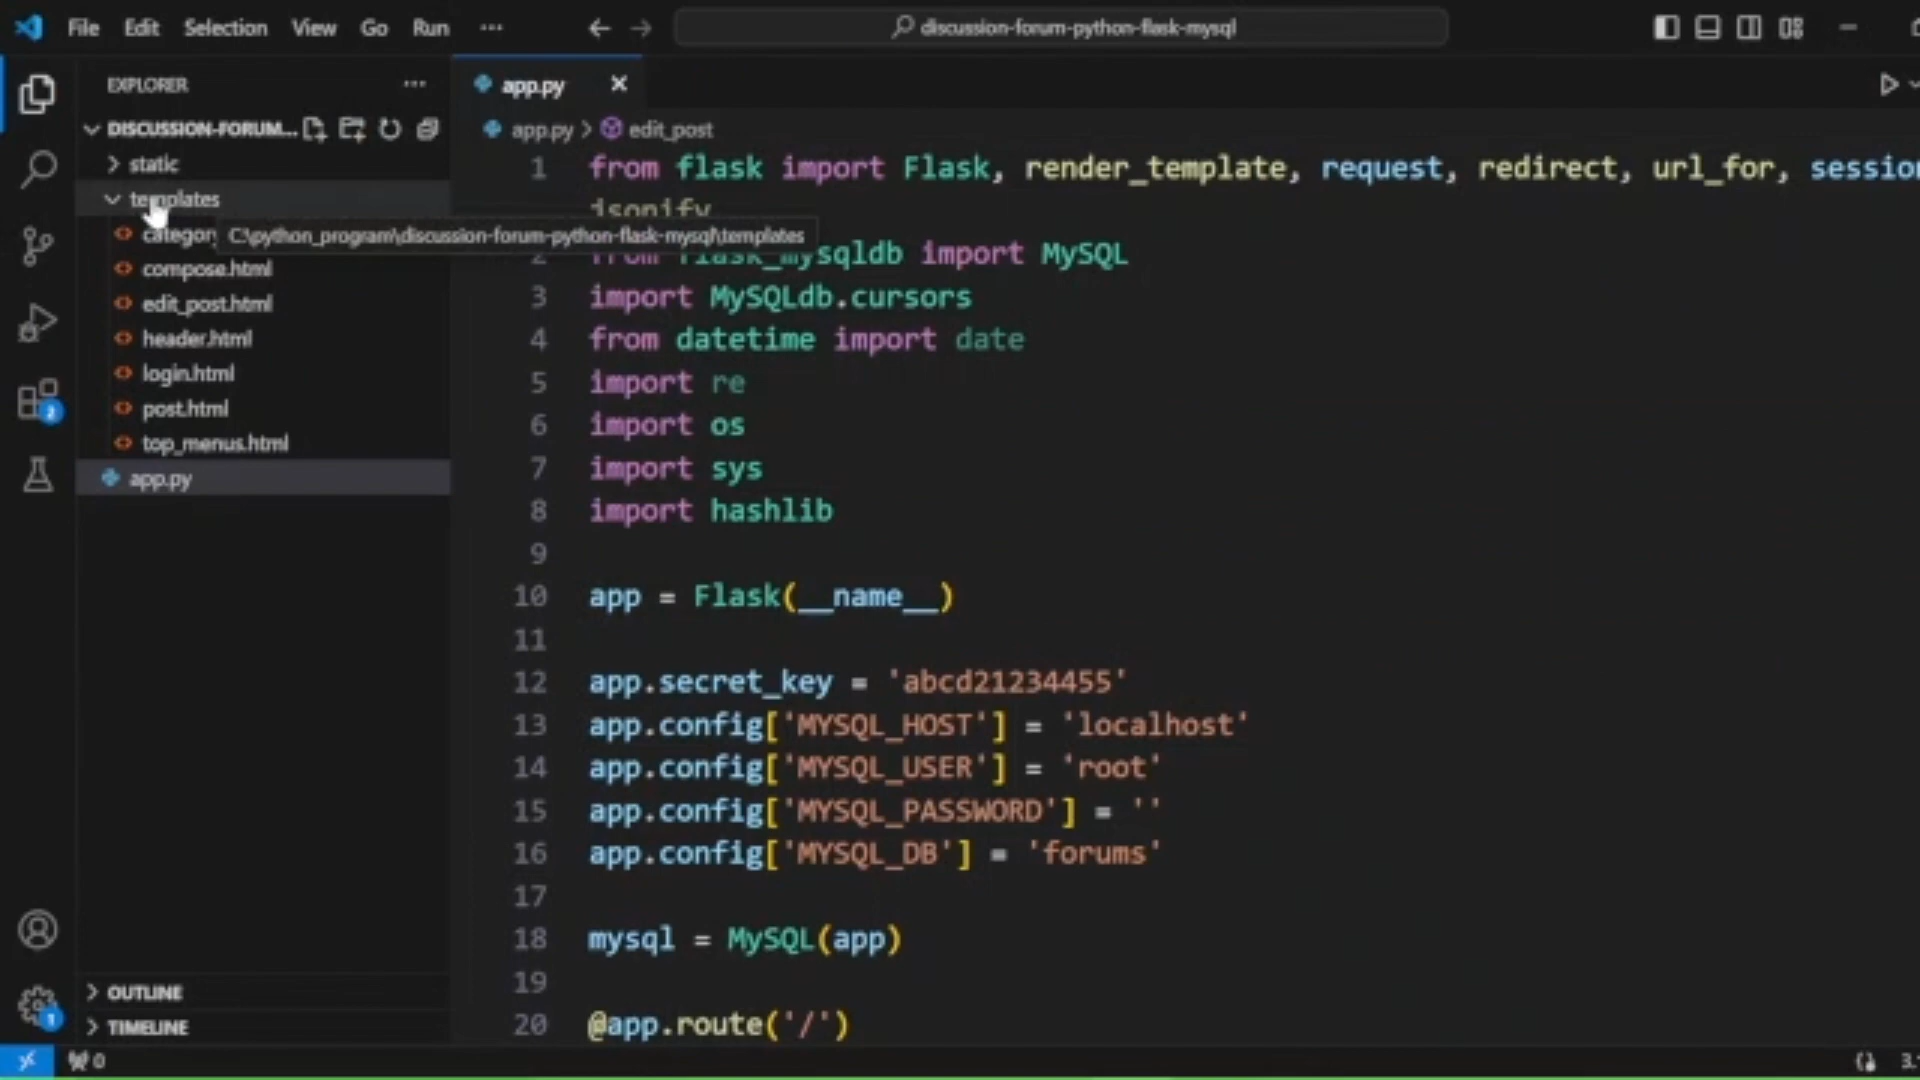 File Edit Selection View Go Run ··· discussion-forum-python-flask-mysql
EXPLORER ···
DISCUSSION-FORUM...
static
templates
C:\python_program\discussion-forum-python-flask-mysql\templates
compose.html
edit_post.html
header.html
login.html
post.html
top_menus.html
app.py
OUTLINE
TIMELINE
app.py
app.py > edit_post
1 from flask import Flask, render_template, request, redirect, url_for, session
jsonify
2 from flask_mysqldb import MySQL
3 import MySQLdb.cursors
4 from datetime import date
5 import re
6 import os
7 import sys
8 import hashlib
9
10 app = Flask(__name__)
11
12 app.secret_key = 'abcd21234455'
13 app.config['MYSQL_HOST'] = 'localhost'
14 app.config['MYSQL_USER'] = 'root'
15 app.config['MYSQL_PASSWORD'] = ''
16 app.config['MYSQL_DB'] = 'forums'
17
18 mysql = MySQL(app)
19
20 @app.route('/')
2
1
0